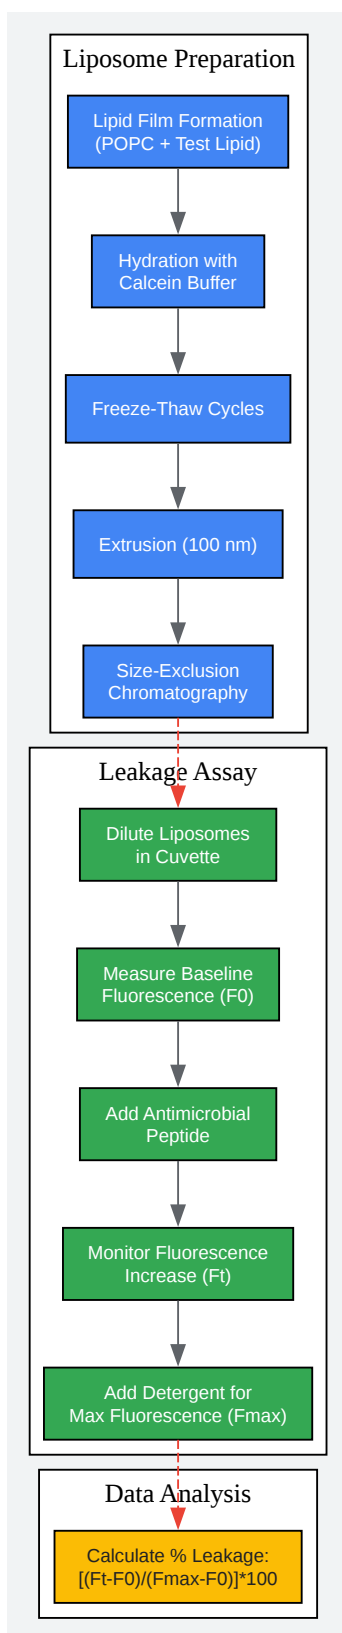 Liposome Preparation
Lipid Film Formation
(POPC + Test Lipid)
Hydration with
Calcein Buffer
Freeze-Thaw Cycles
Extrusion (100 nm)
Size-Exclusion
Chromatography
Leakage Assay
Dilute Liposomes
in Cuvette
Measure Baseline
Fluorescence (F0)
Add Antimicrobial
Peptide
Monitor Fluorescence
Increase (Ft)
Add Detergent for
Max Fluorescence (Fmax)
Data Analysis
Calculate % Leakage:
[(Ft-F0)/(Fmax-F0)]*100